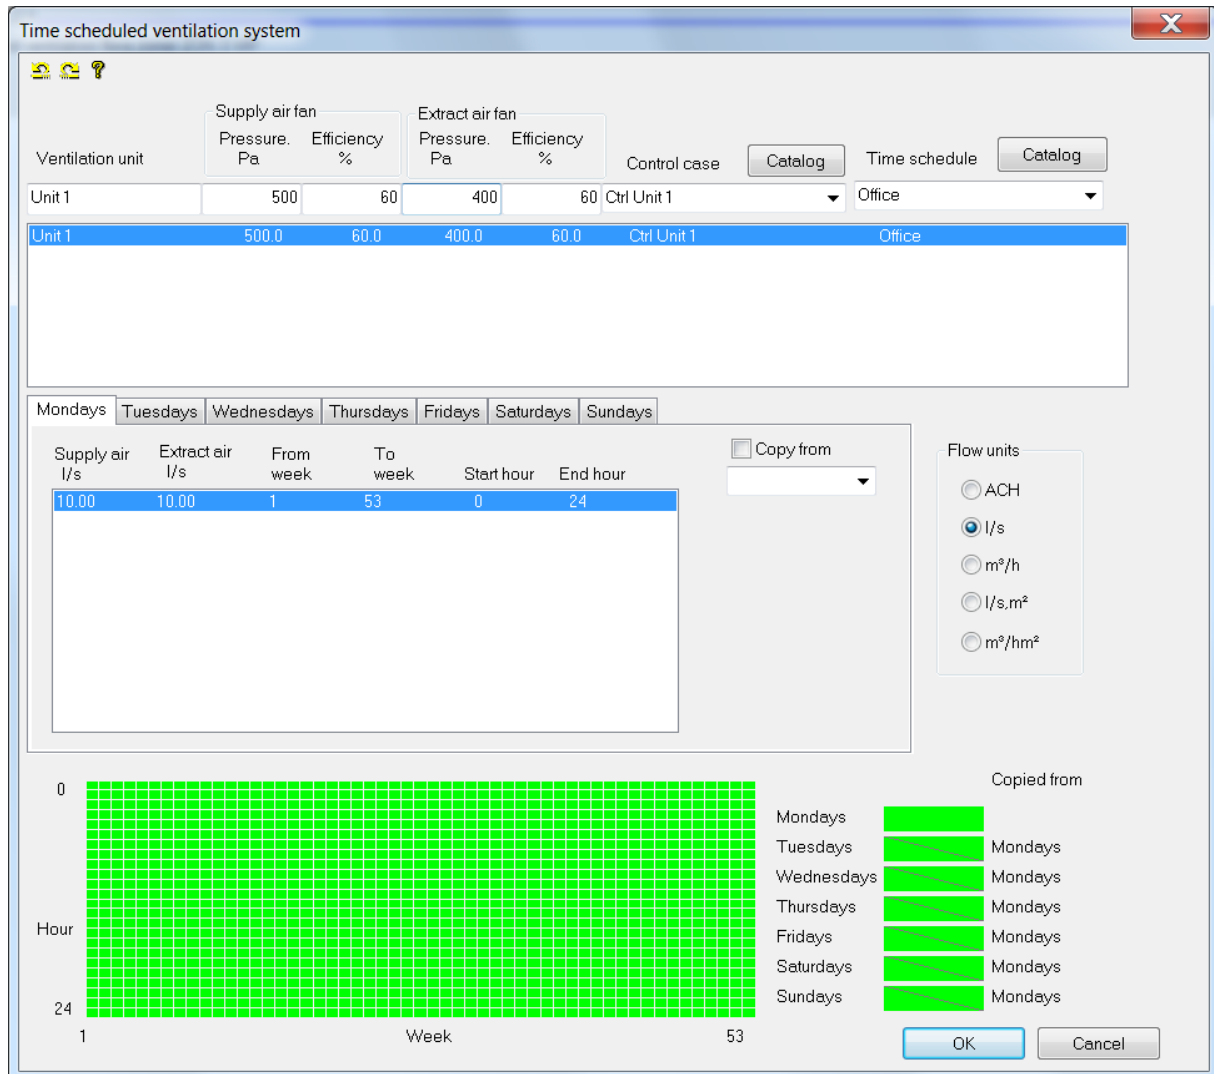 Time scheduled ventilation system
Supply air fan Extract air fan
Pressure. Efficiency Pressure. Efficiency
Ventilation unit Pa % Pa % Control case Catalog Time schedule Catalog
Unit 1 500 60 400 60 Ctrl Unit 1 Office
Unit 1 500.0 60.0 400.0 60.0 Ctrl Unit 1 Office
Mondays Tuesdays Wednesdays Thursdays Fridays Saturdays Sundays
Supply air Extract air From To Copy from Flow units
l/s l/s week week Start hour End hour
10.00 10.00 1 53 0 24
ACH
l/s
m³/h
l/s,m²
m³/hm²
Copied from
0
Mondays
Tuesdays Mondays
Wednesdays Mondays
Thursdays Mondays
Hour Fridays Mondays
Saturdays Mondays
Sundays Mondays
24
1 Week 53
OK Cancel